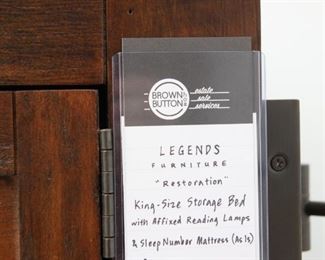 BROWN
BUTTON
estate
sale
services
LEGENDS
FURNITURE
"Restoration"
King-Size Storage Bed
with Affixed Reading Lamps
& Sleep Number Mattress (As Is)